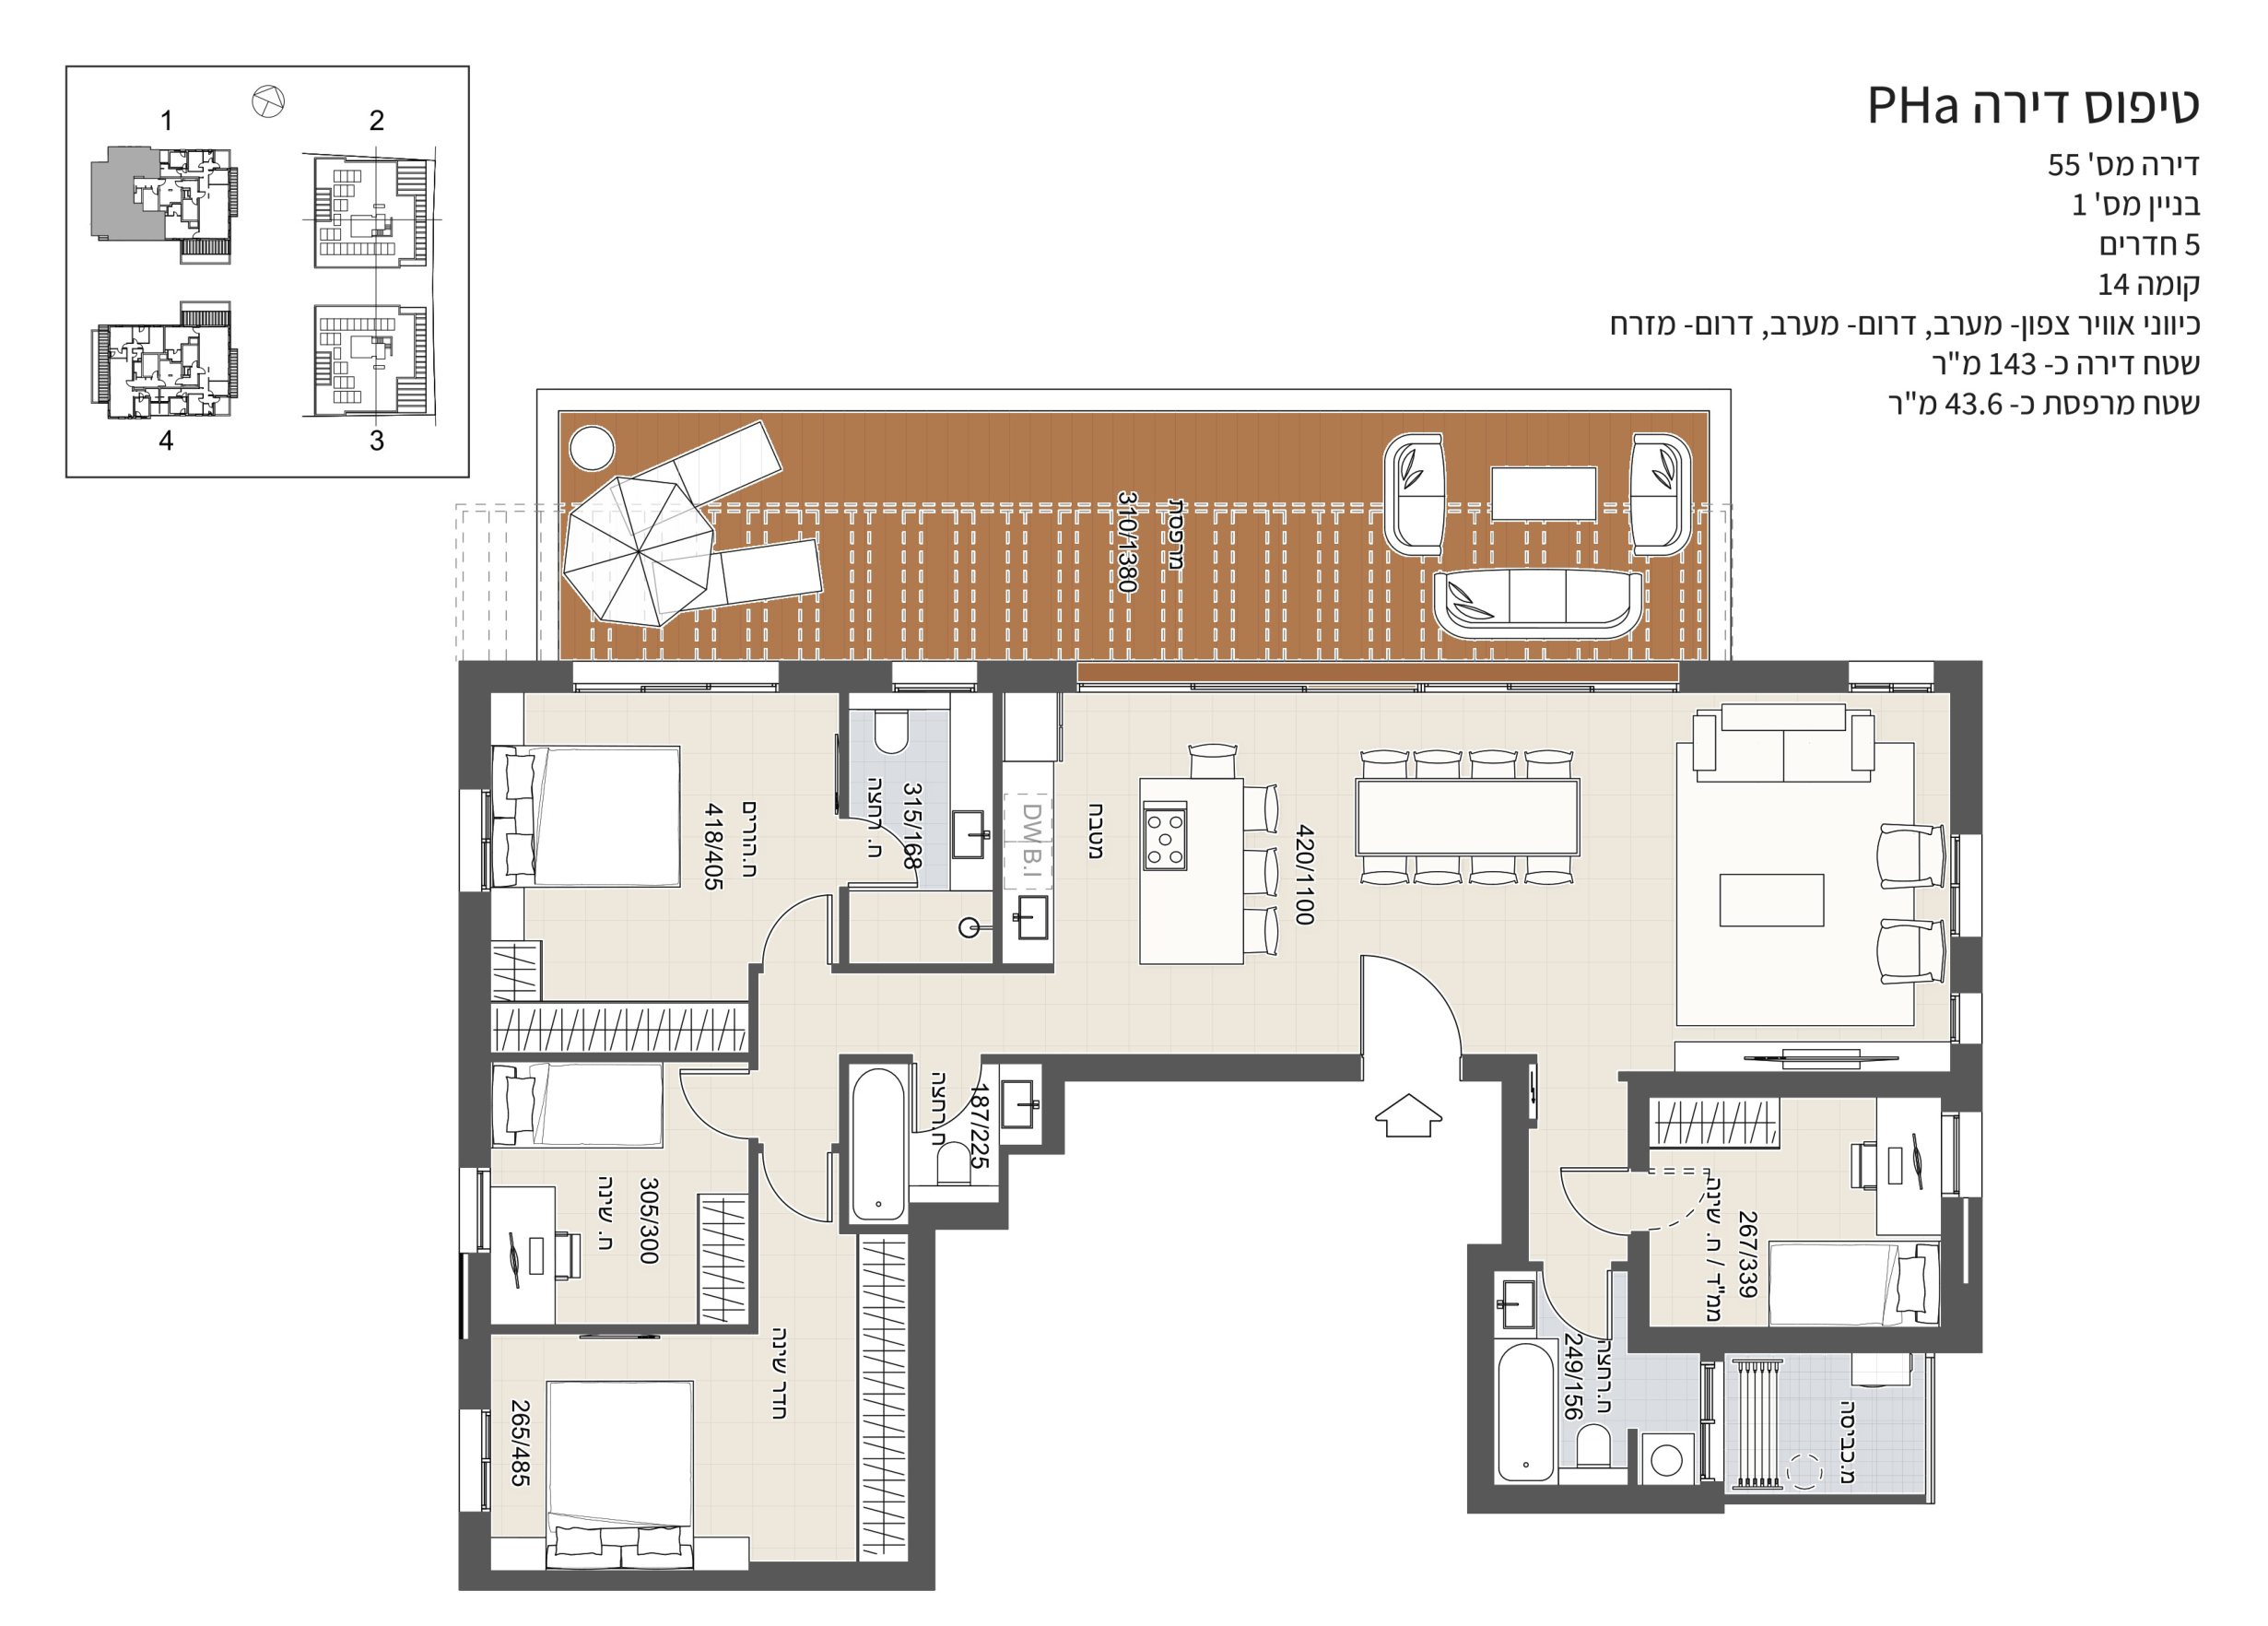 טיפוס דירה PHa
דירה מס' 55
בניין מס' 1
5 חדרים
קומה 14
כיווני אוויר צפון- מערב, דרום- מערב, דרום- מזרח
שטח דירה כ- 143 מ"ר
שטח מרפסת כ- 43.6 מ"ר
1
2
4
3
מרפסת
310/1380
ח.הורים
418/405
ח. רחצה
315/168
DW B.I
מטבח
420/1100
ח.רחצה
187/225
ח. שינה
305/300
חדר שינה
265/485
ממ"ד / ח. שינה
267/339
ח.רחצה
249/156
מ.כביסה